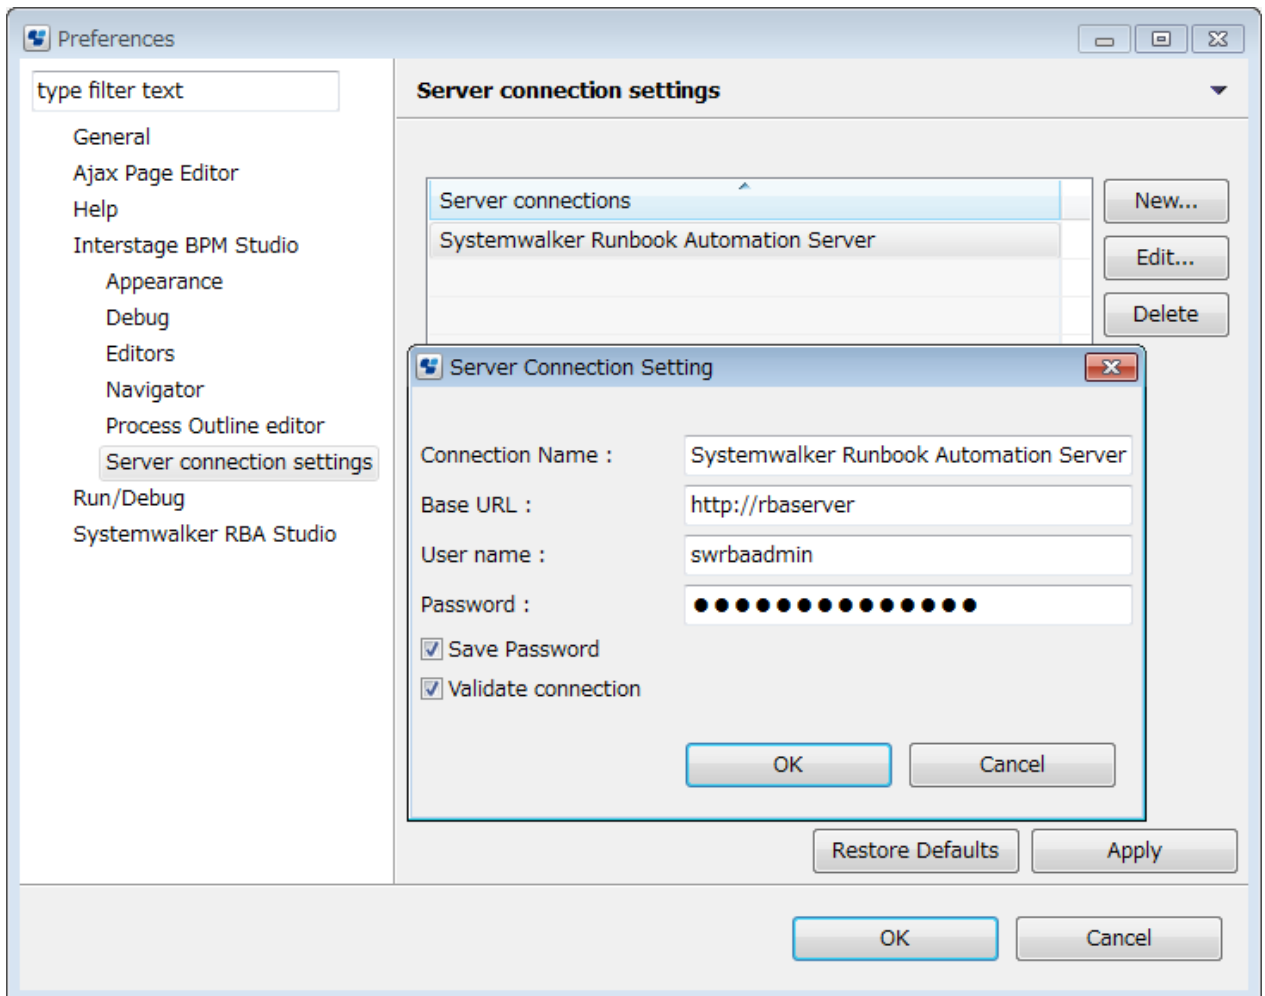 Preferences
type filter text
General
Ajax Page Editor
Help
Interstage BPM Studio
Appearance
Debug
Editors
Navigator
Process Outline editor
Server connection settings
Run/Debug
Systemwalker RBA Studio
Server connection settings
Server connections
Systemwalker Runbook Automation Server
New...
Edit...
Delete
Server Connection Setting
Connection Name : Systemwalker Runbook Automation Server
Base URL : http://rbaserver
User name : swrbaadmin
Password : ●●●●●●●●●●●●●●
Save Password
Validate connection
OK Cancel
Restore Defaults Apply
OK Cancel